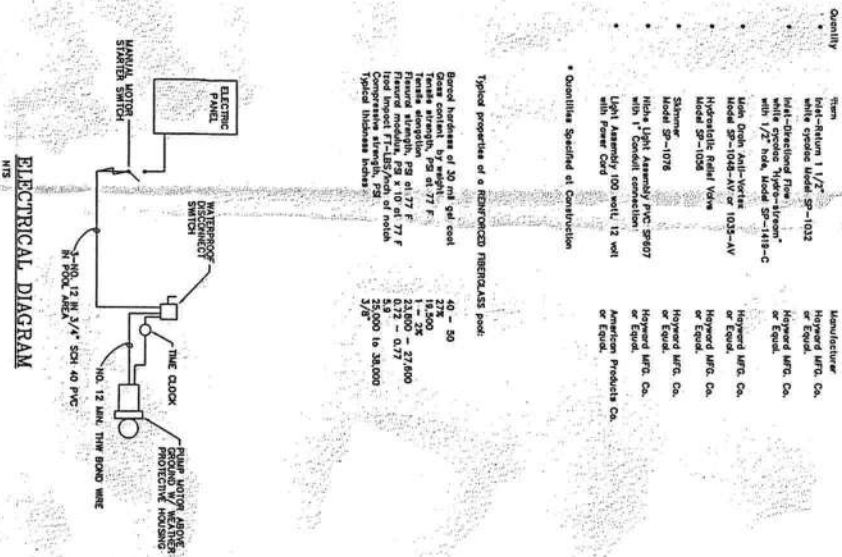 Quantity Item Manufacturer
• Inlet-Return 1 1/2" Hayward MFG. Co.
white cycolac Model SP-1032 or Equal.
• Inlet-Directional Flow Hayward MFG. Co.
white cycolac "Hydro-stream" or Equal.
with 1/2" hole, Model SP-1419-C
• Main Drain Anti-Vortex Hayward MFG. Co.
Model SP-1048-AV or 1035-AV or Equal.
Hydrostatic Relief Valve Hayward MFG. Co.
Model SP-1056 or Equal.
Skimmer Hayward MFG. Co.
Model SP-1076 or Equal.
• Niche Light Assembly PVC SP607 Hayward MFG. Co.
with 1" Conduit connection or Equal.
• Light Assembly 100 watt, 12 volt American Products Co.
with Power Cord or Equal.
* Quantities Specified at Construction
Typical properties of a REINFORCED FIBERGLASS pool:
Barcol hardness of 30 mil gel coat 40 - 50
Glass content by weight 27%
Tensile strength, PSI at 77 F 19,500
Tensile elongation 1 - 2%
Flexural strength, PSI at 77 F 23,800 - 27,600
Flexural modulus, PSI x 10 at 77 F 0.72 - 0.77
Izod Impact FT-LBS/inch of notch 5.9
Compressive strength, PSI 25,000 to 38,000
Typical thickness inches 3/8"
ELECTRIC
PANEL
MANUAL MOTOR
STARTER SWITCH
WATERPROOF
DISCONNECT
SWITCH
TIME CLOCK
PUMP MOTOR ABOVE
GROUND W/ WEATHER
PROTECTIVE HOUSING
3-NO. 12 IN 3/4" SCH 40 PVC
IN POOL AREA
NO. 12 MIN. THW BOND WIRE
ELECTRICAL DIAGRAM
NTS